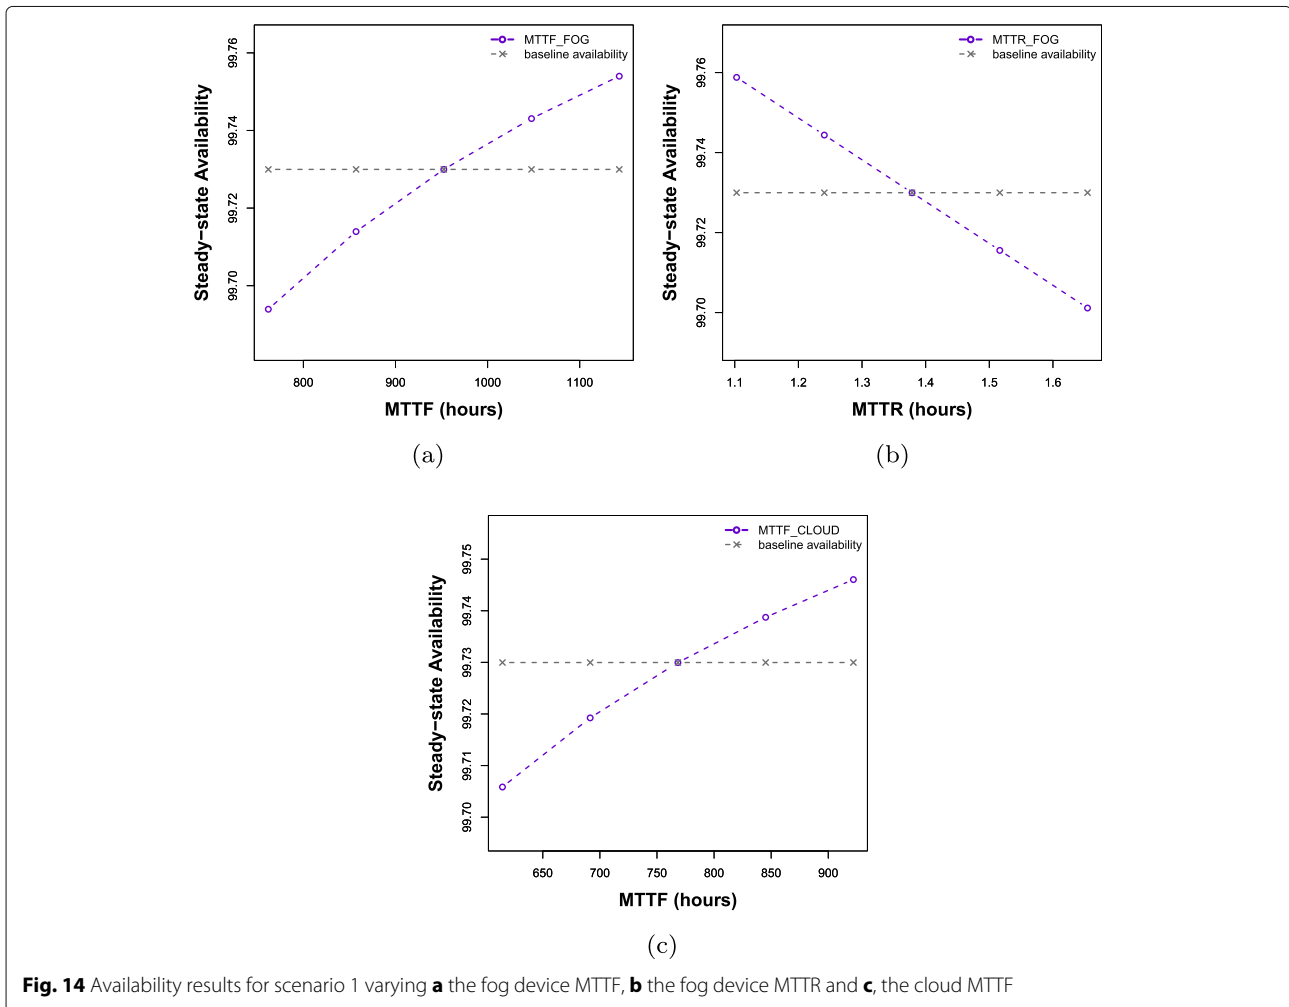 MTTF_FOG
baseline availability
Steady−state Availability
99.76
99.74
99.72
99.70
800 900 1000 1100
MTTF (hours)
(a)
MTTR_FOG
baseline availability
Steady−state Availability
99.76
99.74
99.72
99.70
1.1 1.2 1.3 1.4 1.5 1.6
MTTR (hours)
(b)
MTTF_CLOUD
baseline availability
Steady−state Availability
99.75
99.74
99.73
99.72
99.71
99.70
650 700 750 800 850 900
MTTF (hours)
(c)
Fig. 14 Availability results for scenario 1 varying a the fog device MTTF, b the fog device MTTR and c, the cloud MTTF